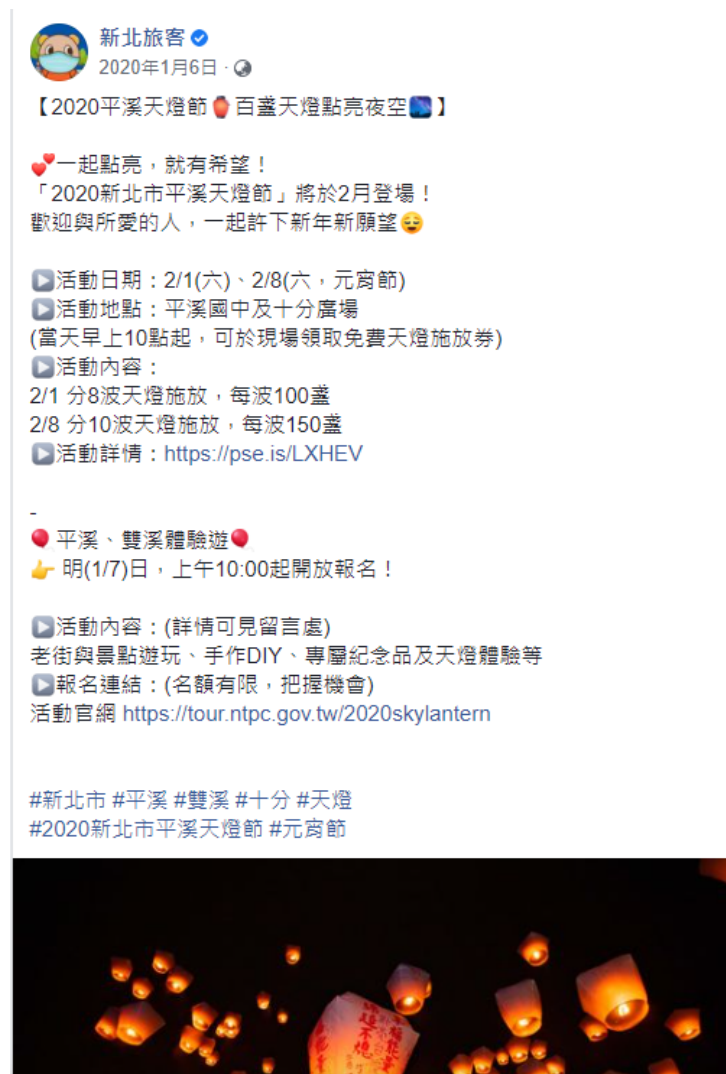 新北旅客
2020年1月6日 ·
【2020平溪天燈節🏮百盞天燈點亮夜空🌌】
💕一起點亮，就有希望！
「2020新北市平溪天燈節」將於2月登場！
歡迎與所愛的人，一起許下新年新願望😌
▶活動日期：2/1(六)、2/8(六，元宵節)
▶活動地點：平溪國中及十分廣場
(當天早上10點起，可於現場領取免費天燈施放券)
▶活動內容：
2/1 分8波天燈施放，每波100盞
2/8 分10波天燈施放，每波150盞
▶活動詳情：https://pse.is/LXHEV
-
🎈平溪、雙溪體驗遊🎈
👉 明(1/7)日，上午10:00起開放報名！
▶活動內容：(詳情可見留言處)
老街與景點遊玩、手作DIY、專屬紀念品及天燈體驗等
▶報名連結：(名額有限，把握機會)
活動官網 https://tour.ntpc.gov.tw/2020skylantern
#新北市 #平溪 #雙溪 #十分 #天燈
#2020新北市平溪天燈節 #元宵節